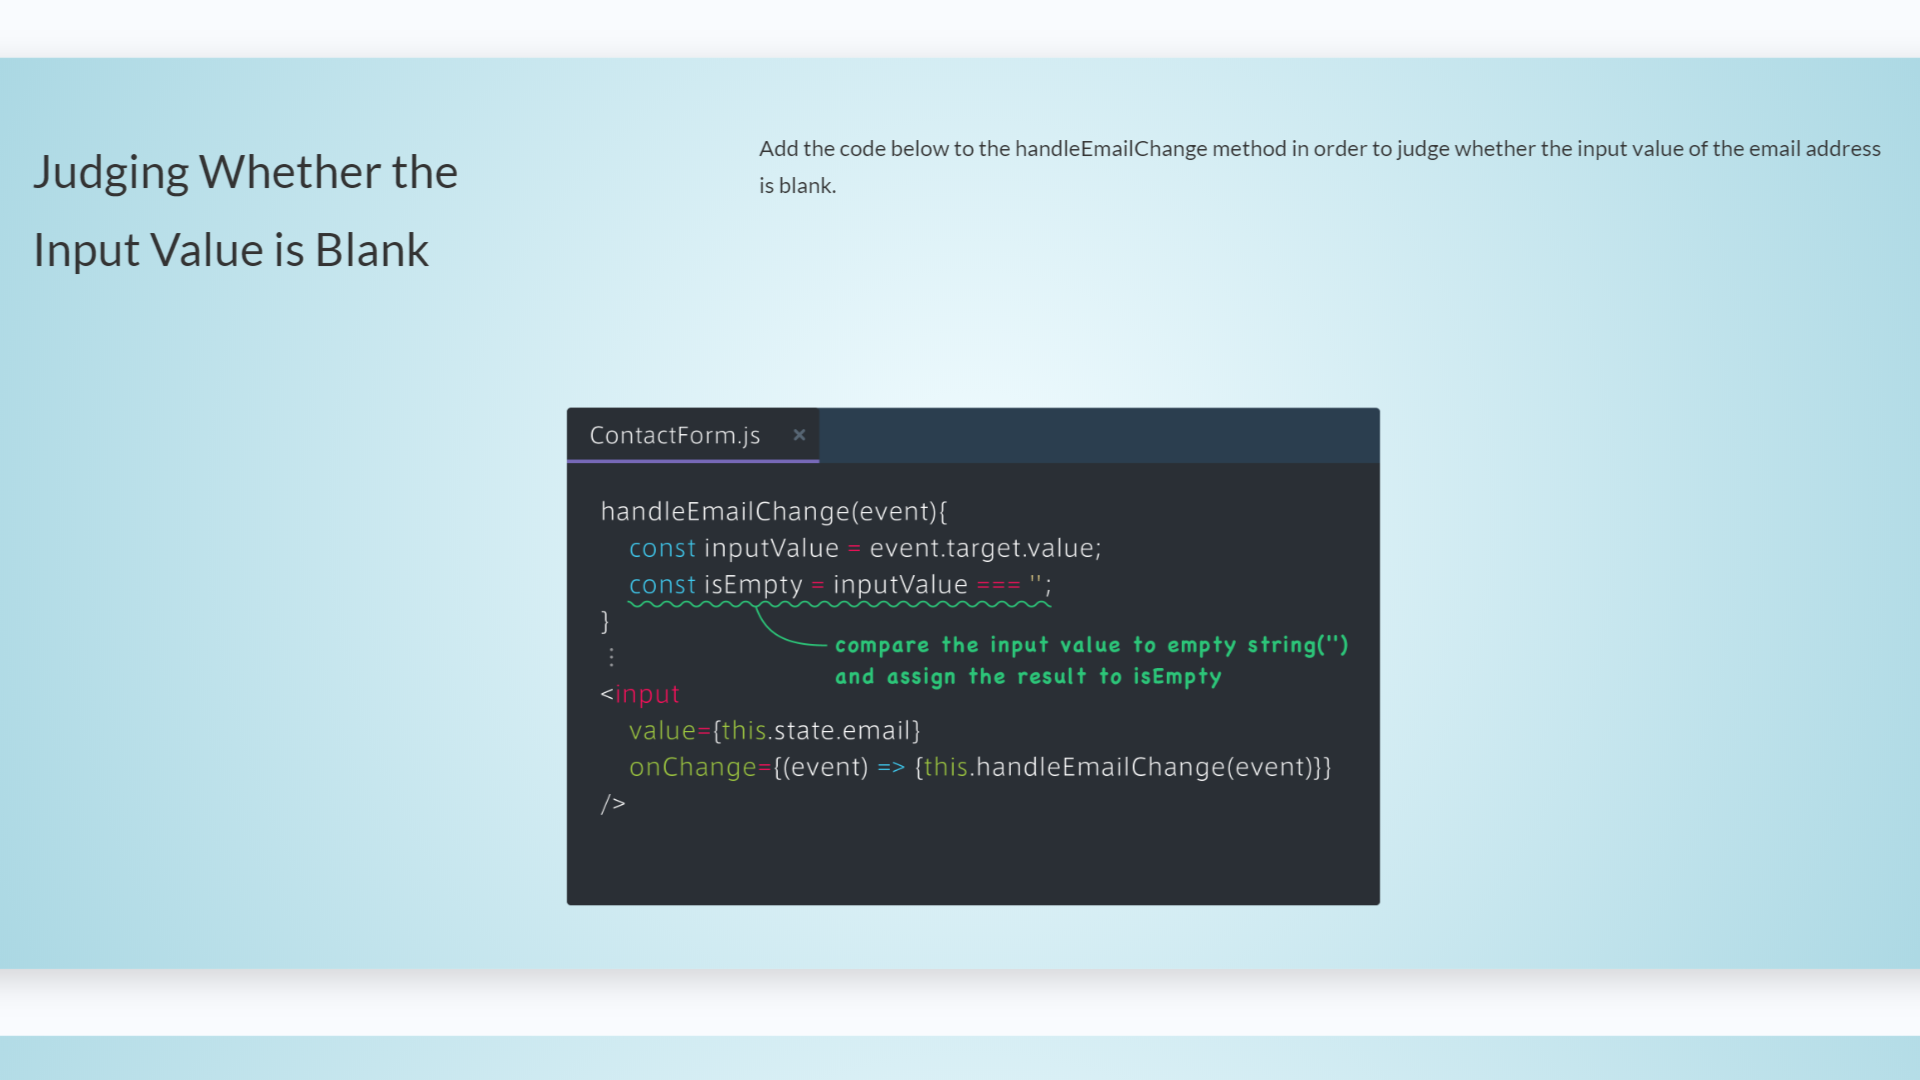 Judging Whether the
Input Value is Blank
Add the code below to the handleEmailChange method in order to judge whether the input value of the email address
is blank.
ContactForm.js ×
handleEmailChange(event){
const inputValue = event.target.value;
const isEmpty = inputValue === '';
}
compare the input value to empty string('')
and assign the result to isEmpty
⋮
<input
value={this.state.email}
onChange={(event) => {this.handleEmailChange(event)}}
/>